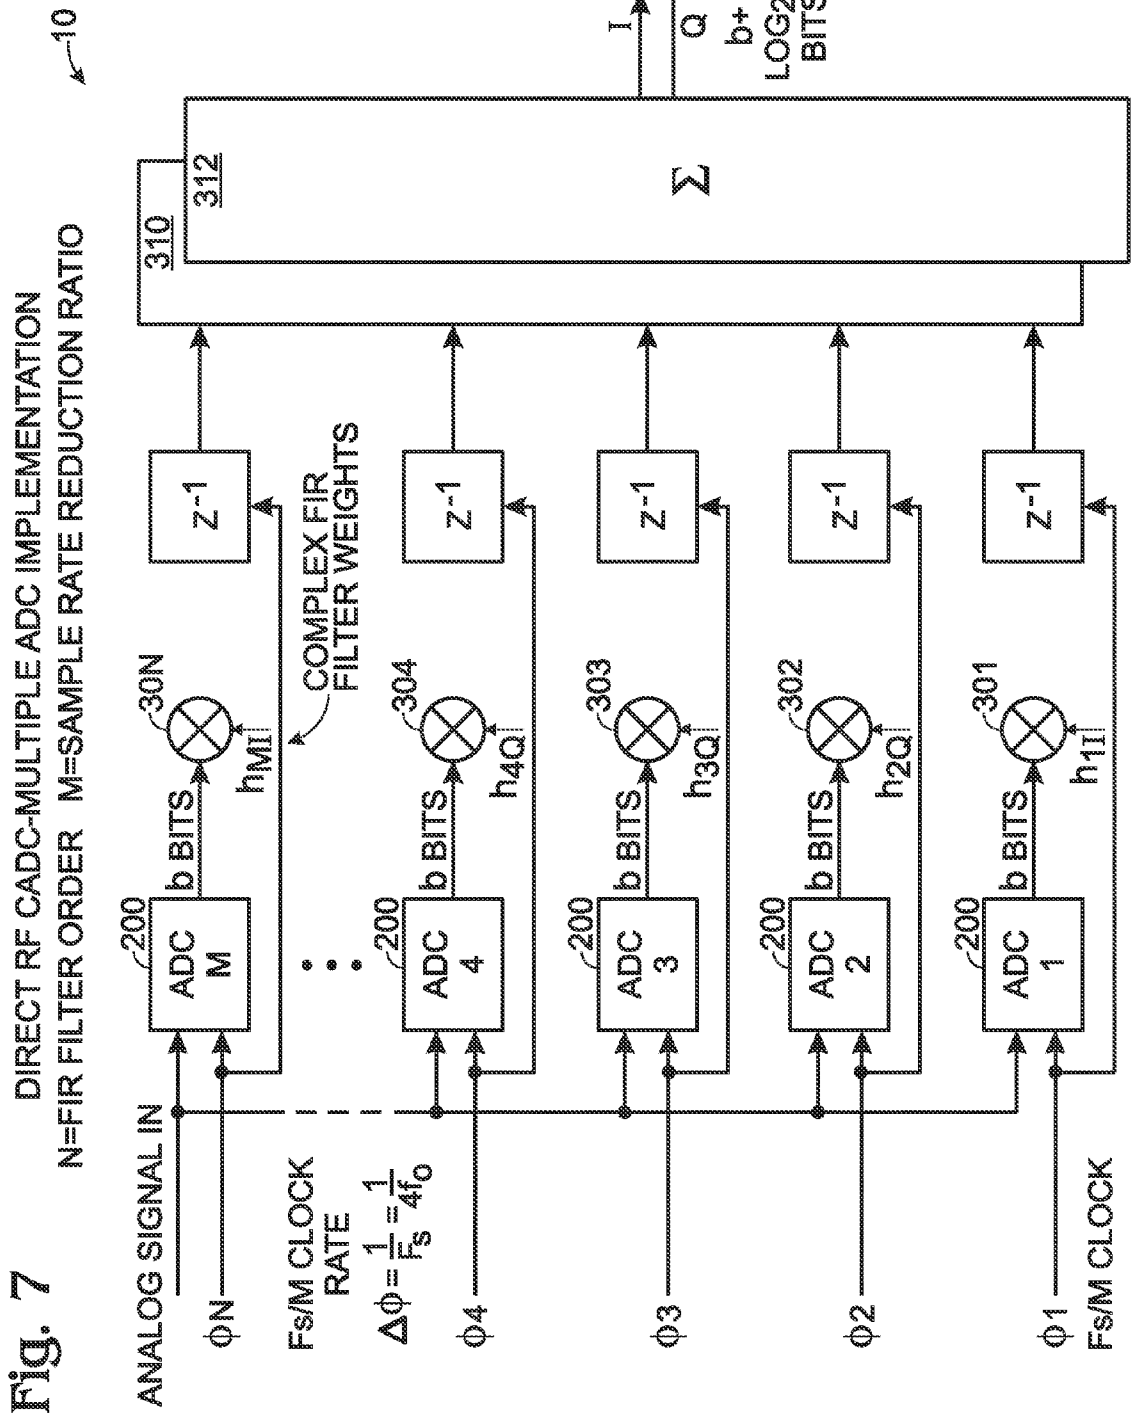 Fig. 7
DIRECT RF CADC-MULTIPLE ADC IMPLEMENTATION
N=FIR FILTER ORDER M=SAMPLE RATE REDUCTION RATIO
10
ANALOG SIGNAL IN
ϕN
200
ADC
M
b BITS
30N
hMI
Z-1
310
312
COMPLEX FIR
FILTER WEIGHTS
Fs/M CLOCK
RATE
Δϕ = 1/Fs = 1/4fo
ϕ4
200
ADC
4
b BITS
304
h4Q
Z-1
ϕ3
200
ADC
3
b BITS
303
h3Q
Z-1
Σ
I
Q
b+
LOG2
BITS
ϕ2
200
ADC
2
b BITS
302
h2Q
Z-1
ϕ1
Fs/M CLOCK
200
ADC
1
b BITS
301
h1I
Z-1